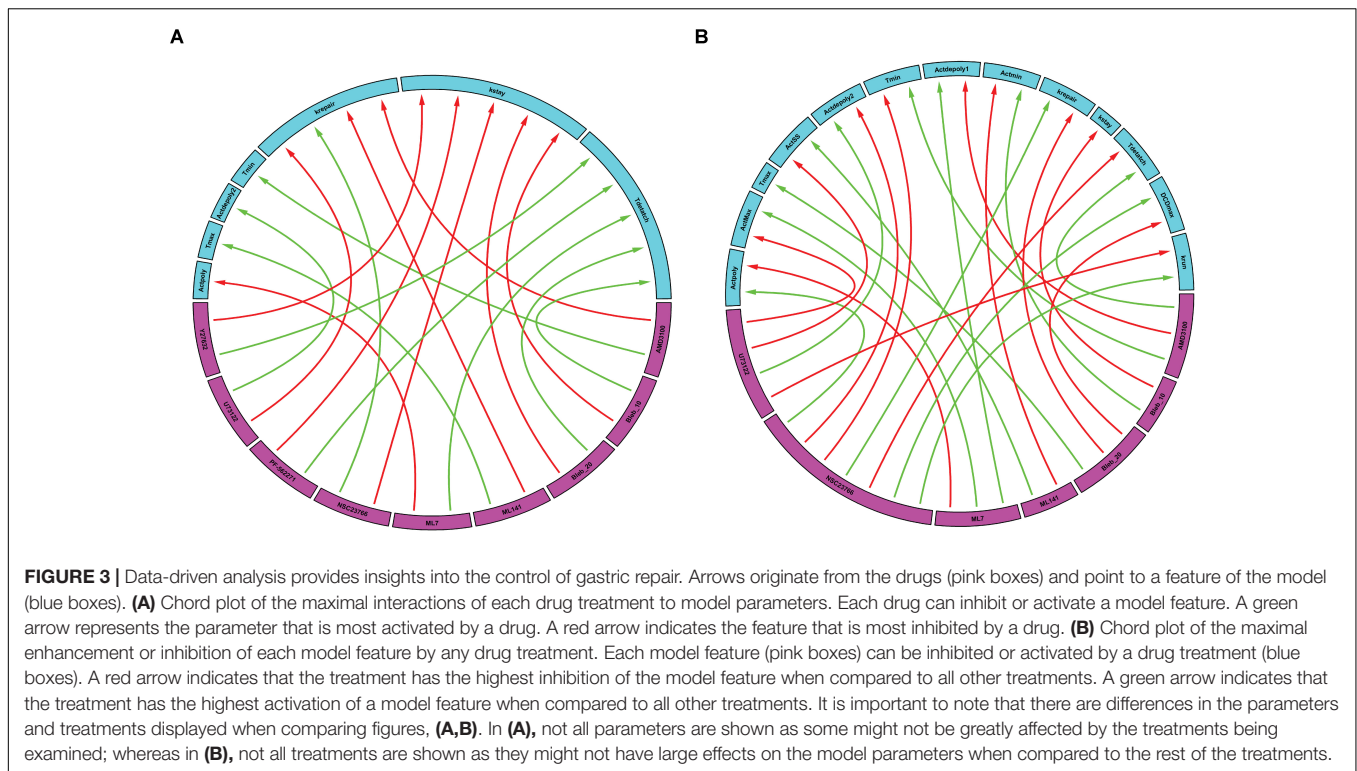 A
B
kstay
krepair
Tmin
Actdepoly2
Tmax
Actpoly
Tdetatch
Y27632
U73122
PF-562271
NSC23766
ML7
ML141
Bleb_20
Bleb_10
AMD3100
Actdepoly1
Actmin
Tmin
krepair
Actdepoly2
kstay
ActSS
Tdetatch
Tmax
DCDmax
ActMax
krun
Actpoly
U73122
NSC23766
ML7
ML141
Bleb_20
Bleb_10
AMD3100
FIGURE 3 | Data-driven analysis provides insights into the control of gastric repair. Arrows originate from the drugs (pink boxes) and point to a feature of the model
(blue boxes). (A) Chord plot of the maximal interactions of each drug treatment to model parameters. Each drug can inhibit or activate a model feature. A green
arrow represents the parameter that is most activated by a drug. A red arrow indicates the feature that is most inhibited by a drug. (B) Chord plot of the maximal
enhancement or inhibition of each model feature by any drug treatment. Each model feature (pink boxes) can be inhibited or activated by a drug treatment (blue
boxes). A red arrow indicates that the treatment has the highest inhibition of the model feature when compared to all other treatments. A green arrow indicates that
the treatment has the highest activation of a model feature when compared to all other treatments. It is important to note that there are differences in the parameters
and treatments displayed when comparing figures, (A,B). In (A), not all parameters are shown as some might not be greatly affected by the treatments being
examined; whereas in (B), not all treatments are shown as they might not have large effects on the model parameters when compared to the rest of the treatments.